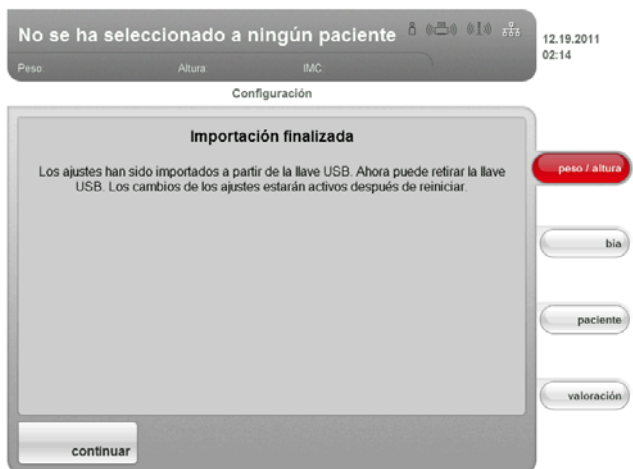 No se ha seleccionado a ningún paciente
12.19.2011
02:14
Peso: Altura: IMC:
Configuración
Importación finalizada
Los ajustes han sido importados a partir de la llave USB. Ahora puede retirar la llave
USB. Los cambios de los ajustes estarán activos después de reiniciar.
peso / altura
bia
paciente
valoración
continuar